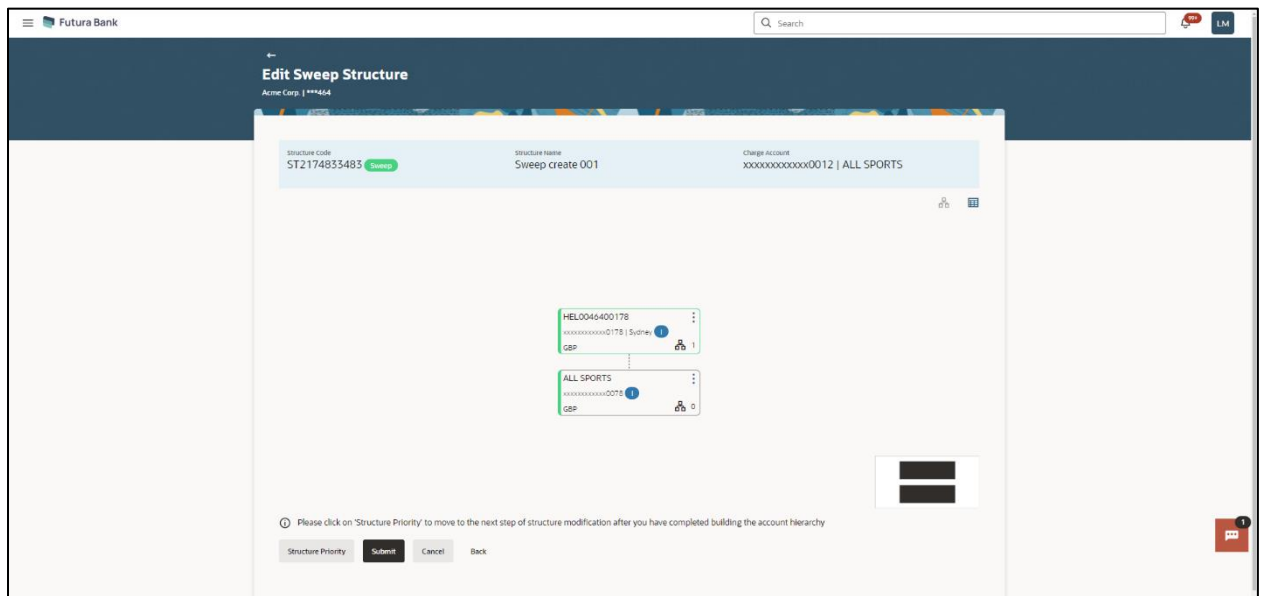 Futura Bank
Search
99+
LM
Edit Sweep Structure
Acme Corp. | ***464
Structure Code
Structure Name
Charge Account
ST2174833483 Sweep
Sweep create 001
xxxxxxxxxxxx0012 | ALL SPORTS
HEL0046400178
xxxxxxxxxxxx0178 | Sydney I
GBP
1
ALL SPORTS
xxxxxxxxxxxx0078 I
GBP
0
Please click on 'Structure Priority' to move to the next step of structure modification after you have completed building the account hierarchy
1
Structure Priority
Submit
Cancel
Back